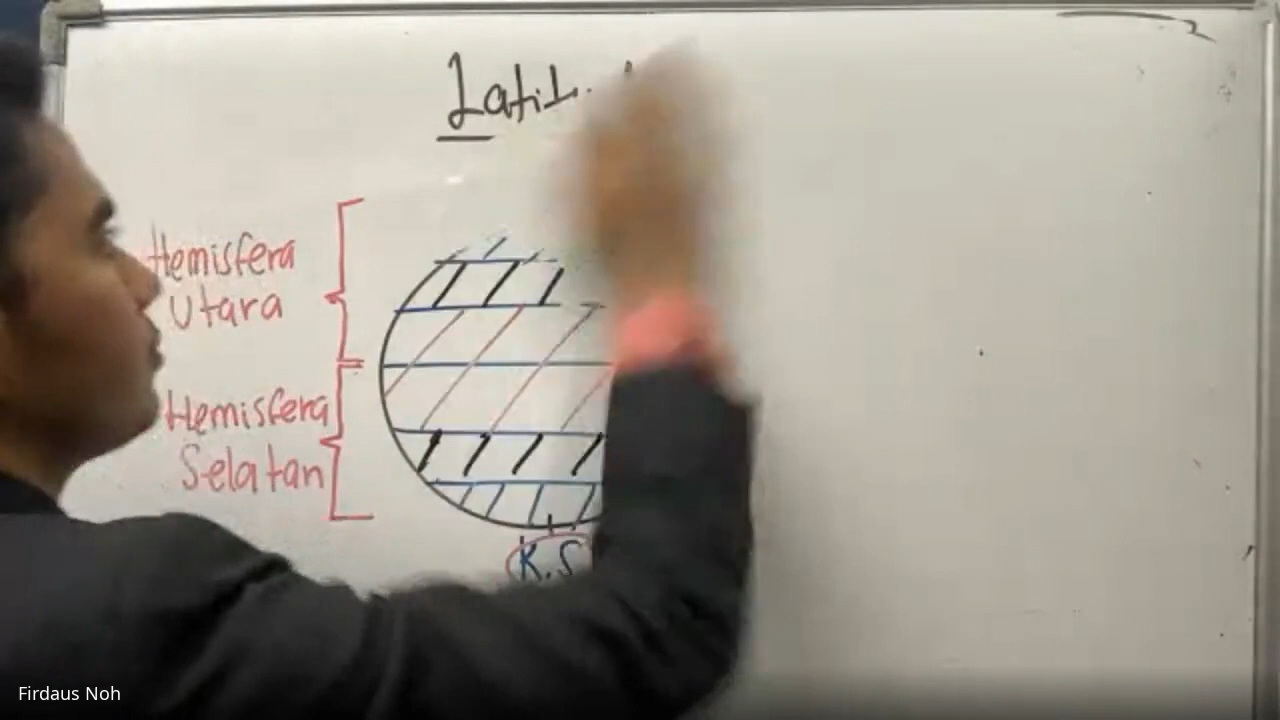 Hemisfera
Utara
Hemisfera
Selatan
K.S
Firdaus Noh